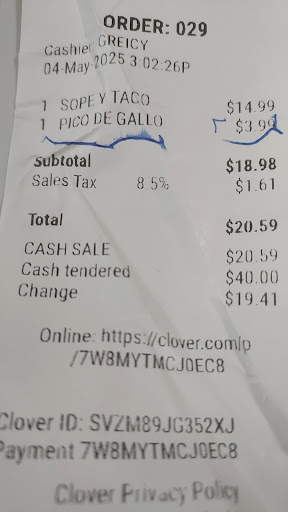 ORDER: 029
Cashier GREICY
04-May-2025 3:02:26P
1 SOPE Y TACO $14.99
1 PICO DE GALLO $3.99
Subtotal $18.98
Sales Tax 8.5% $1.61
Total $20.59
CASH SALE $20.59
Cash tendered $40.00
Change $19.41
Online: https://clover.com/p
/7W8MYTMCJ0EC8
Clover ID: SVZM89JG352XJ
Payment 7W8MYTMCJ0EC8
Clover Privacy Policy